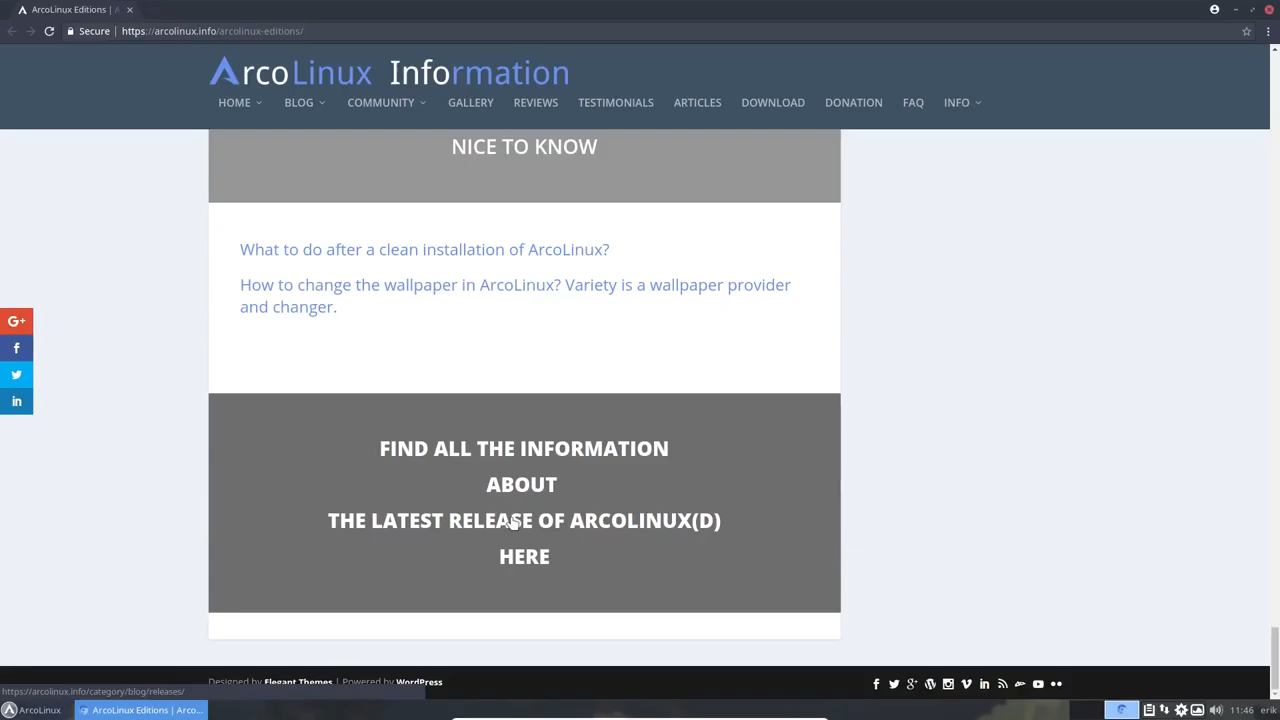 ArcoLinux Editions | A
Secure | https://arcolinux.info/arcolinux-editions/
ArcoLinux Information
HOME BLOG COMMUNITY GALLERY REVIEWS TESTIMONIALS ARTICLES DOWNLOAD DONATION FAQ INFO
NICE TO KNOW
What to do after a clean installation of ArcoLinux?
How to change the wallpaper in ArcoLinux? Variety is a wallpaper provider
and changer.
G+
f
in
FIND ALL THE INFORMATION
ABOUT
THE LATEST RELEASE OF ARCOLINUX(D)
HERE
Designed by Elegant Themes | Powered by WordPress
https://arcolinux.info/category/blog/releases/
ArcoLinux
ArcoLinux Editions | Arco...
11:46 erik